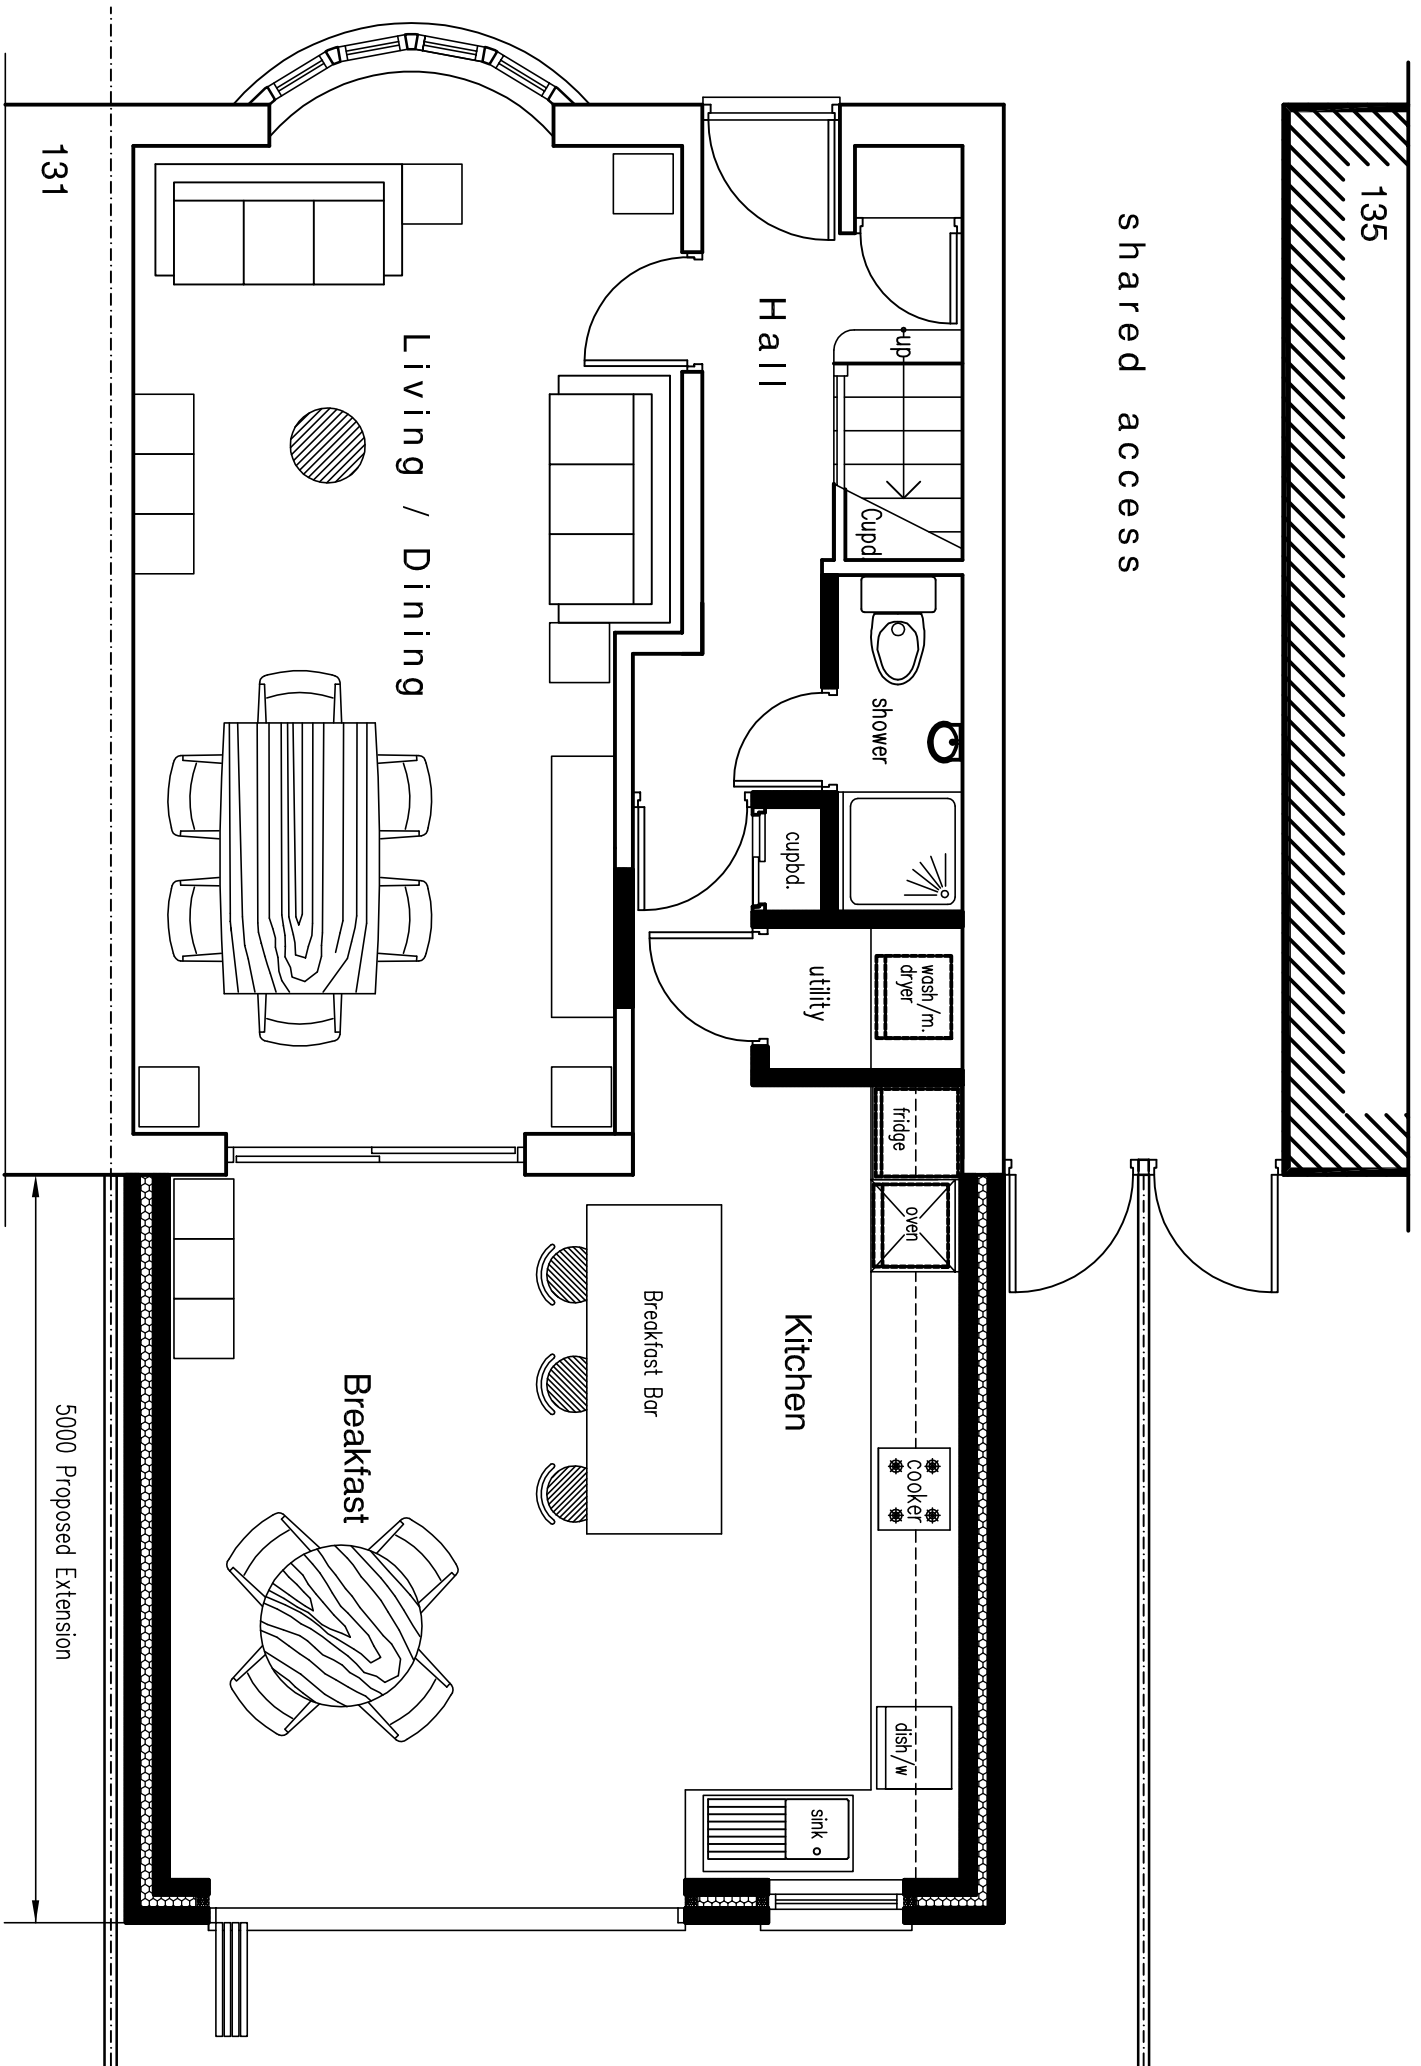 135
shared access
131
Hall
up
Cupd.
Living / Dining
shower
cupbd.
utility
wash/m.
dryer
fridge
oven
Kitchen
Breakfast Bar
cooker
Breakfast
dish/w
sink
5000 Proposed Extension